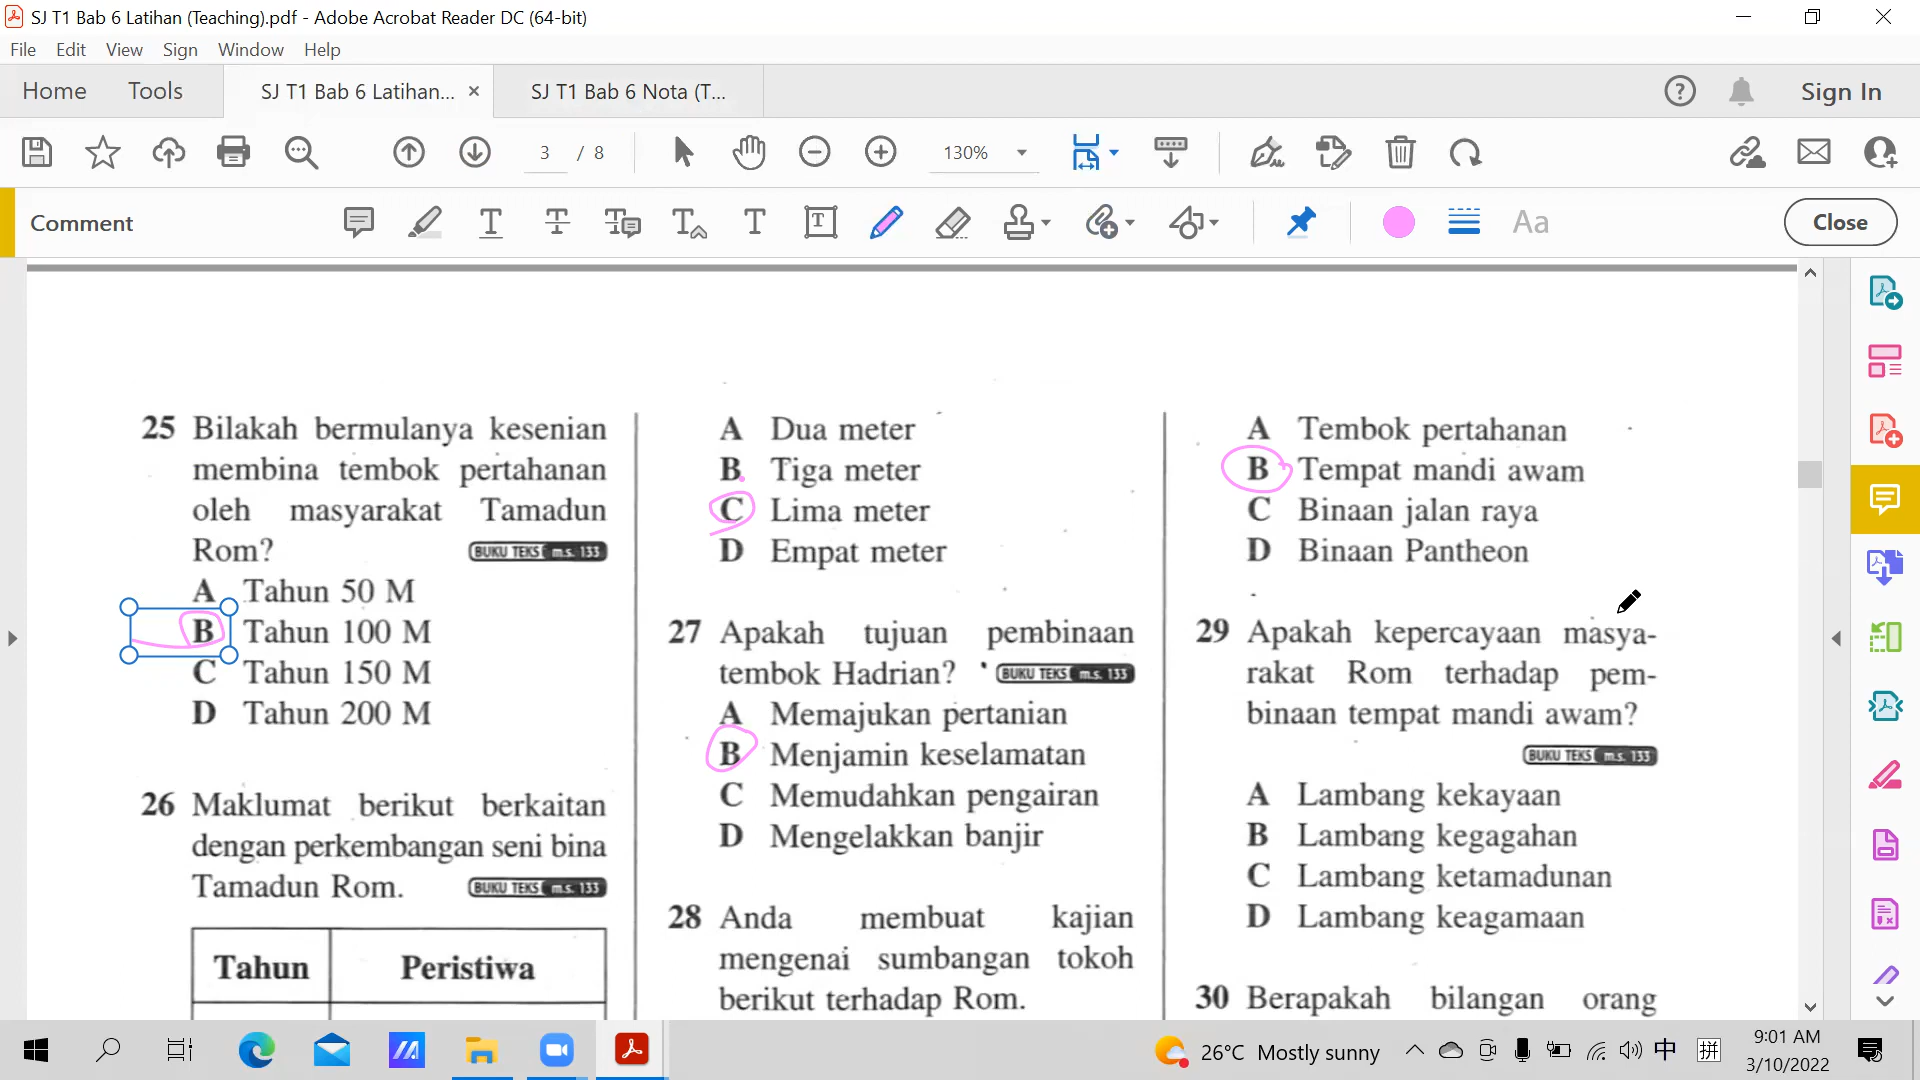 SJ T1 Bab 6 Latihan (Teaching).pdf - Adobe Acrobat Reader DC (64-bit)
File Edit View Sign Window Help
Home Tools SJ T1 Bab 6 Latihan... × SJ T1 Bab 6 Nota (T... Sign In
3 / 8 130%
Comment Aa Close
25 Bilakah bermulanya kesenian
membina tembok pertahanan
oleh masyarakat Tamadun
Rom? BUKU TEKS m.s. 133
A Tahun 50 M
B Tahun 100 M
C Tahun 150 M
D Tahun 200 M
26 Maklumat berikut berkaitan
dengan perkembangan seni bina
Tamadun Rom. BUKU TEKS m.s. 133
Tahun Peristiwa
A Dua meter
B Tiga meter
C Lima meter
D Empat meter
27 Apakah tujuan pembinaan
tembok Hadrian? BUKU TEKS m.s. 133
A Memajukan pertanian
B Menjamin keselamatan
C Memudahkan pengairan
D Mengelakkan banjir
28 Anda membuat kajian
mengenai sumbangan tokoh
berikut terhadap Rom.
A Tembok pertahanan
B Tempat mandi awam
C Binaan jalan raya
D Binaan Pantheon
29 Apakah kepercayaan masya-
rakat Rom terhadap pem-
binaan tempat mandi awam?
BUKU TEKS m.s. 133
A Lambang kekayaan
B Lambang kegagahan
C Lambang ketamadunan
D Lambang keagamaan
30 Berapakah bilangan orang
26°C Mostly sunny 中 拼 9:01 AM
3/10/2022